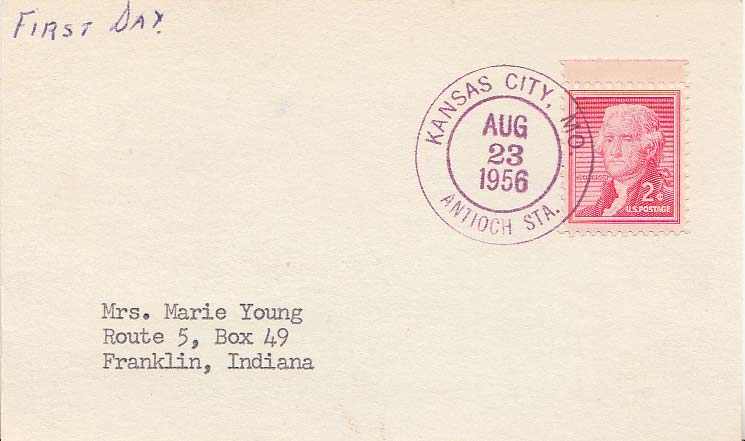 First Day.
KANSAS CITY, MO.
AUG
23
1956
ANTIOCH STA.
JEFFERSON
2¢
U.S. POSTAGE
Mrs. Marie Young
Route 5, Box 49
Franklin, Indiana